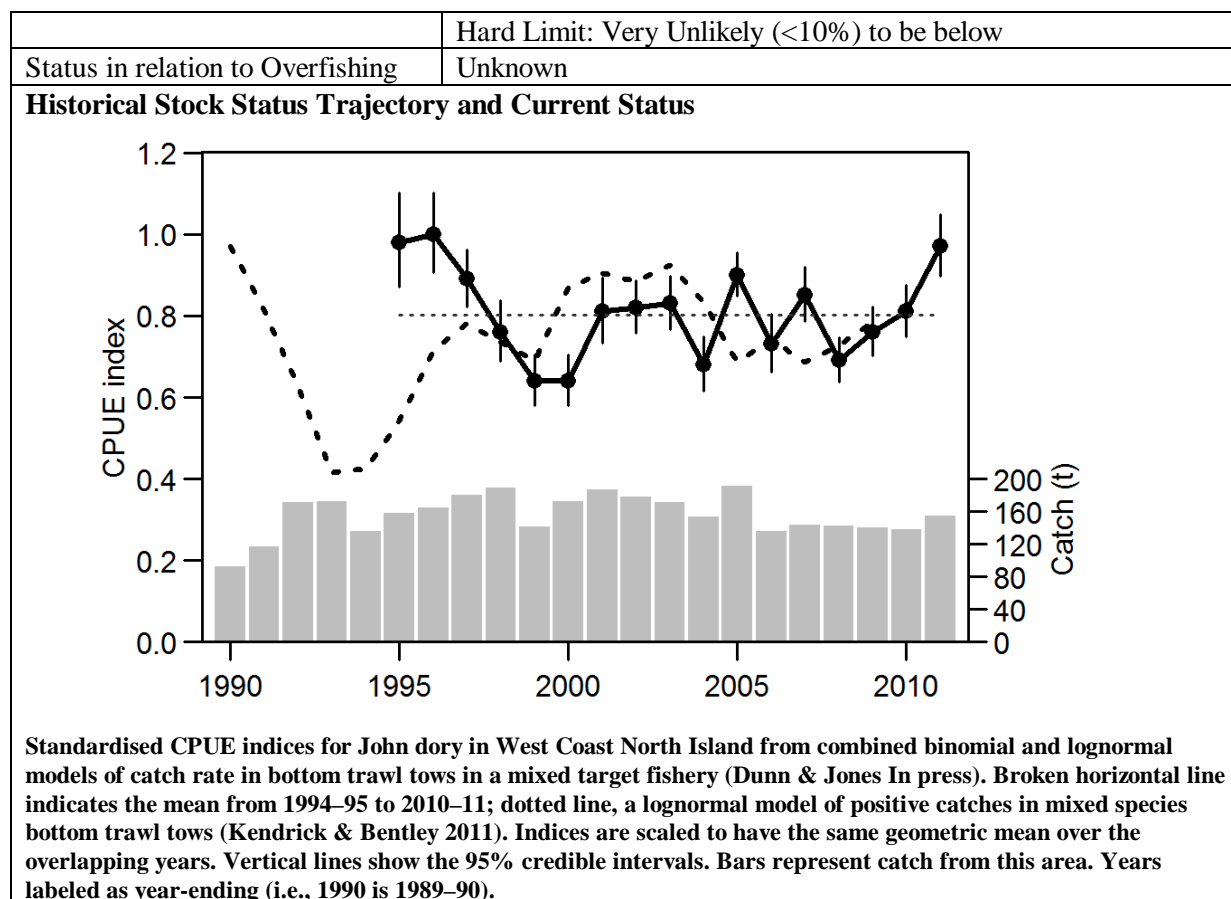 Hard Limit: Very Unlikely (<10%) to be below
Status in relation to Overfishing Unknown
Historical Stock Status Trajectory and Current Status
1.2
1.0
0.8
0.6
0.4
0.2
0.0
CPUE index
200
160
120
80
40
0
Catch (t)
1990 1995 2000 2005 2010
Standardised CPUE indices for John dory in West Coast North Island from combined binomial and lognormal
models of catch rate in bottom trawl tows in a mixed target fishery (Dunn & Jones In press). Broken horizontal line
indicates the mean from 1994–95 to 2010–11; dotted line, a lognormal model of positive catches in mixed species
bottom trawl tows (Kendrick & Bentley 2011). Indices are scaled to have the same geometric mean over the
overlapping years. Vertical lines show the 95% credible intervals. Bars represent catch from this area. Years
labeled as year-ending (i.e., 1990 is 1989–90).